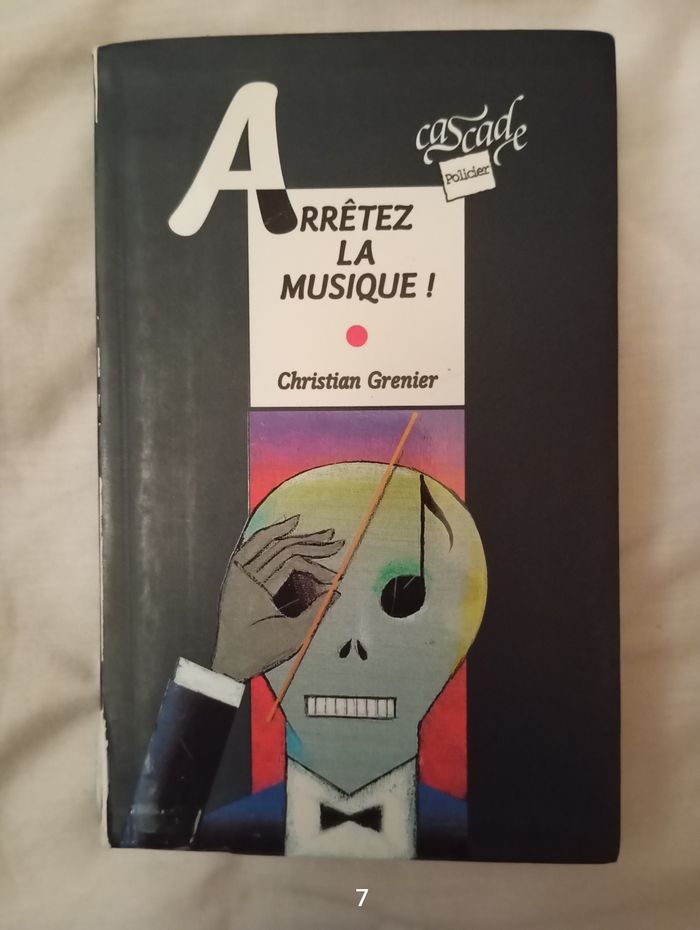 cascade
Policier
ARRÊTEZ
LA
MUSIQUE !
Christian Grenier
7